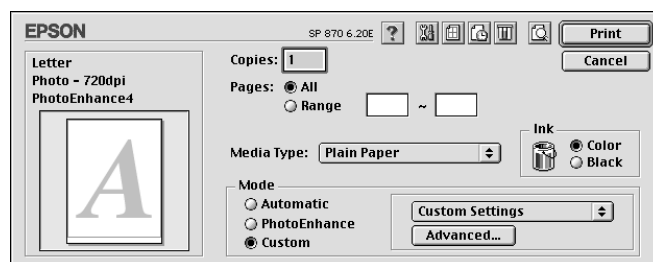 EPSON
SP 870 6.20E
?
Print
Cancel
Letter
Photo - 720dpi
PhotoEnhance4
A
Copies: 1
Pages: All
Range ~
Media Type: Plain Paper
Ink
Color
Black
Mode
Automatic
PhotoEnhance
Custom
Custom Settings
Advanced...